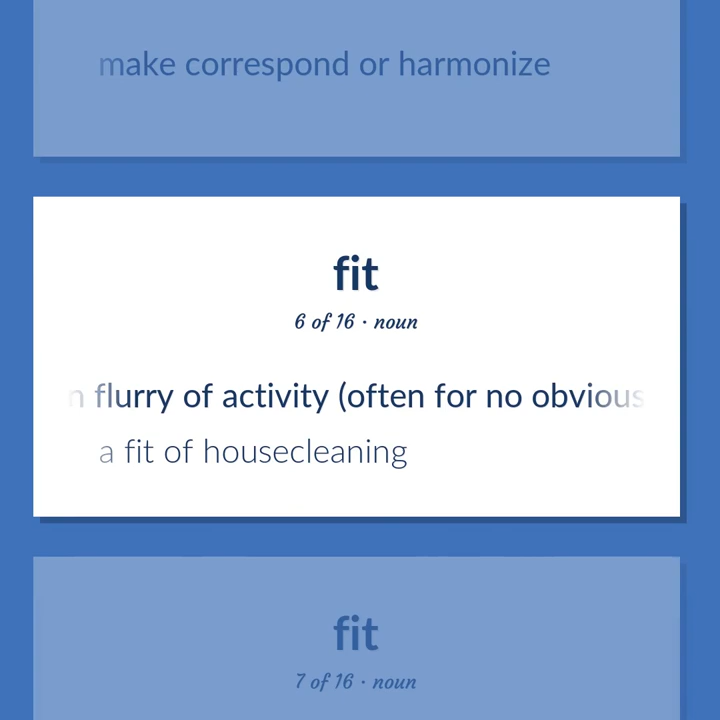 make correspond or harmonize
fit
6 of 16 · noun
n flurry of activity (often for no obvious
a fit of housecleaning
fit
7 of 16 · noun